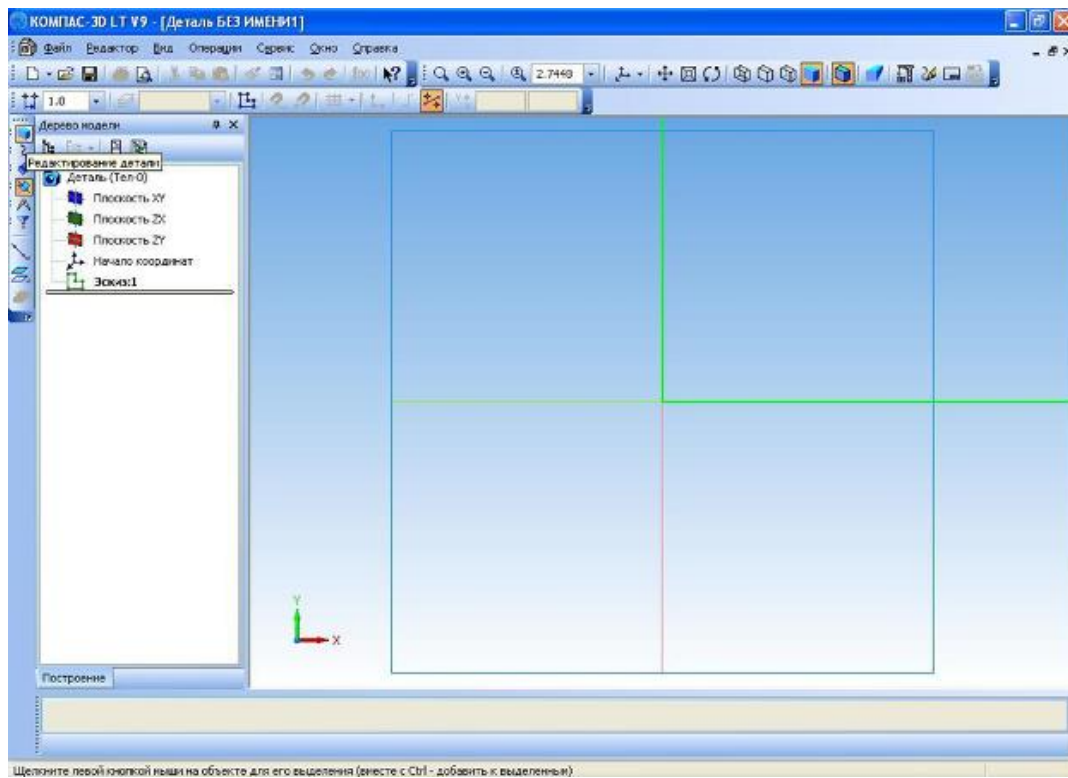 КОМПАС-3D LT V9 - [Деталь БЕЗ ИМЕНИ1]
Файл Редактор Вид Операции Сервис Окно Справка
2.7448
1.0
Дерево модели
Редактирование детали
Деталь (Тел-0)
Плоскость XY
Плоскость ZX
Плоскость ZY
Начало координат
Эскиз:1
Y
X
Построение
Щелкните левой кнопкой мыши на объекте для его выделения (вместе с Ctrl - добавить к выделенным)